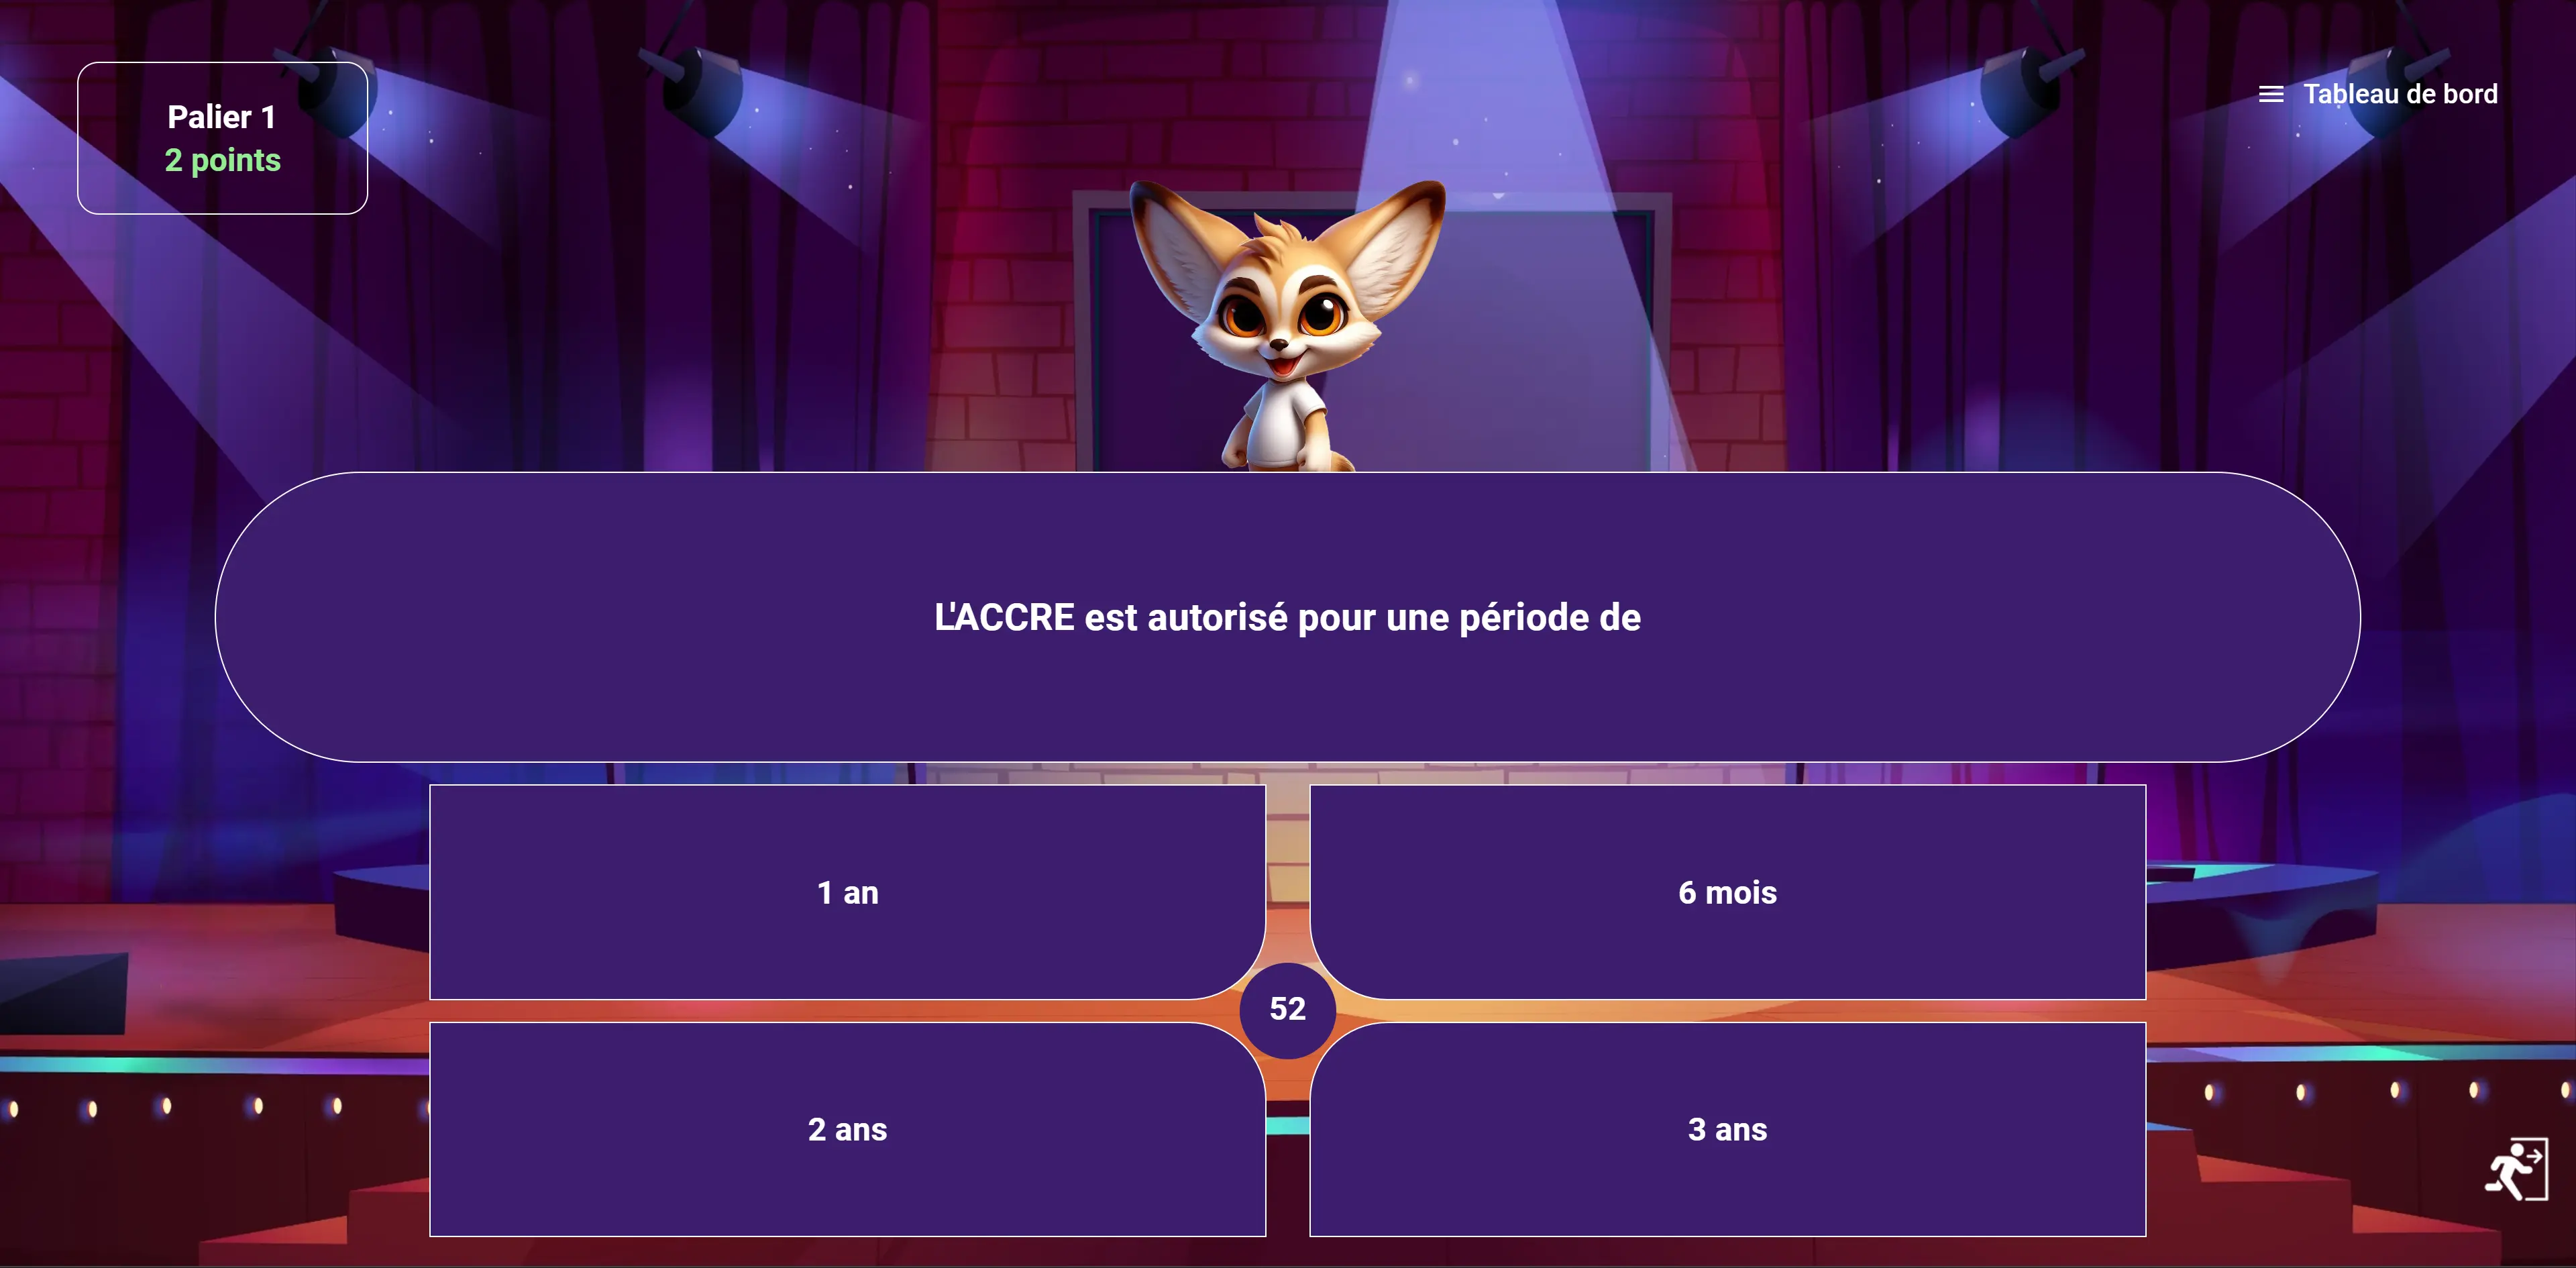 Palier 1
2 points
Tableau de bord
L'ACCRE est autorisé pour une période de
1 an
6 mois
52
2 ans
3 ans